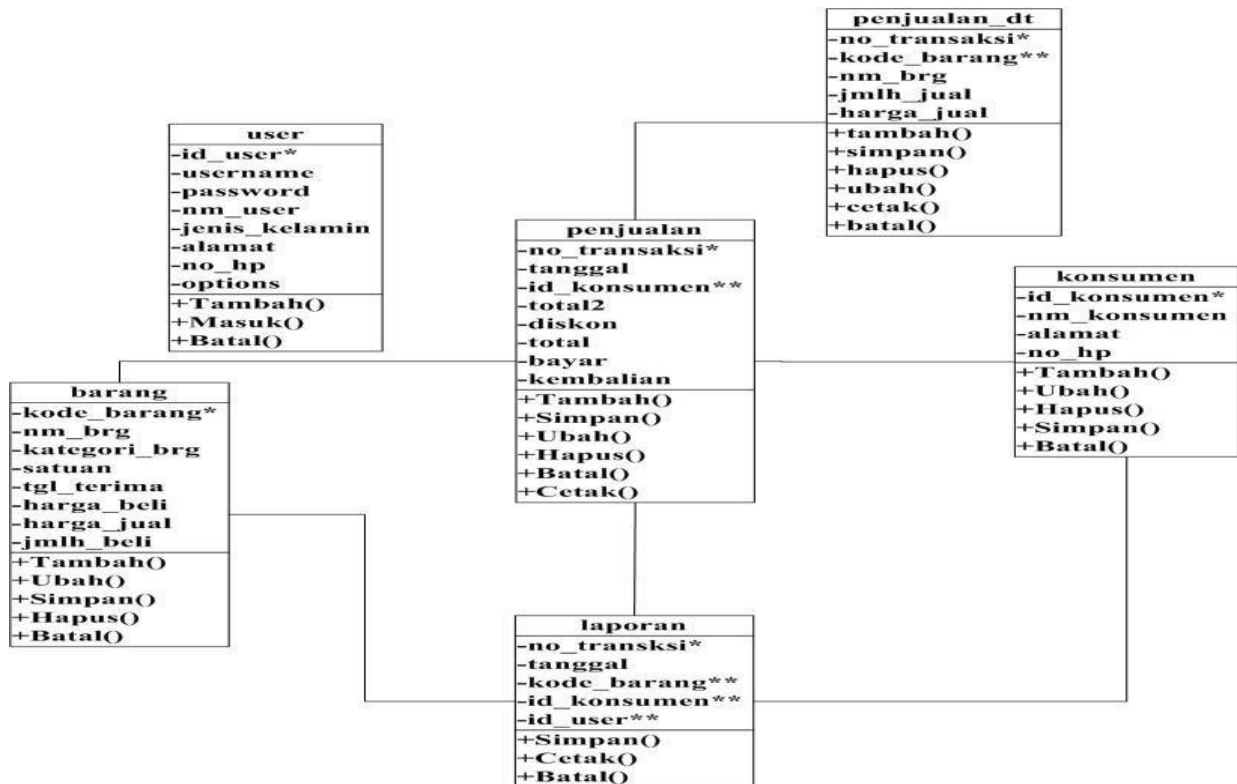 penjualan_dt
-no_transaksi*
-kode_barang**
-nm_brg
-jmlh_jual
-harga_jual
+tambah()
+simpan()
+hapus()
+ubah()
+cetak()
+batal()
user
-id_user*
-username
-password
-nm_user
-jenis_kelamin
-alamat
-no_hp
-options
+Tambah()
+Masuk()
+Batal()
penjualan
-no_transaksi*
-tanggal
-id_konsumen**
-total2
-diskon
-total
-bayar
-kembalian
+Tambah()
+Simpan()
+Ubah()
+Hapus()
+Batal()
+Cetak()
konsumen
-id_konsumen*
-nm_konsumen
-alamat
-no_hp
+Tambah()
+Ubah()
+Hapus()
+Simpan()
+Batal()
barang
-kode_barang*
-nm_brg
-kategori_brg
-satuan
-tgl_terima
-harga_beli
-harga_jual
-jmlh_beli
+Tambah()
+Ubah()
+Simpan()
+Hapus()
+Batal()
laporan
-no_transksi*
-tanggal
-kode_barang**
-id_konsumen**
-id_user**
+Simpan()
+Cetak()
+Batal()